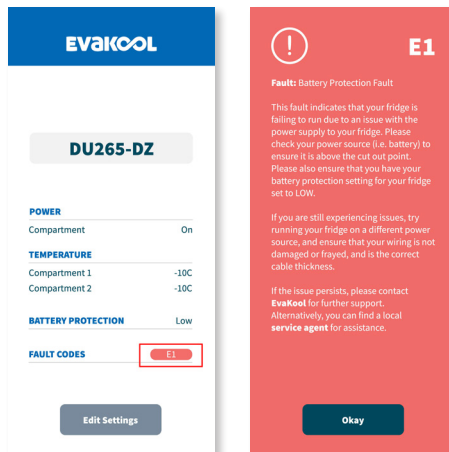 EVAKOOL
DU265-DZ
POWER
Compartment On
TEMPERATURE
Compartment 1 -10C
Compartment 2 -10C
BATTERY PROTECTION Low
FAULT CODES E1
Edit Settings
! E1
Fault: Battery Protection Fault
This fault indicates that your fridge is
failing to run due to an issue with the
power supply to your fridge. Please
check your power source (i.e. battery) to
ensure it is above the cut out point.
Please also ensure that you have your
battery protection setting for your fridge
set to LOW.
If you are still experiencing issues, try
running your fridge on a different power
source, and ensure that your wiring is not
damaged or frayed, and is the correct
cable thickness.
If the issue persists, please contact
EvaKool for further support.
Alternatively, you can find a local
service agent for assistance.
Okay